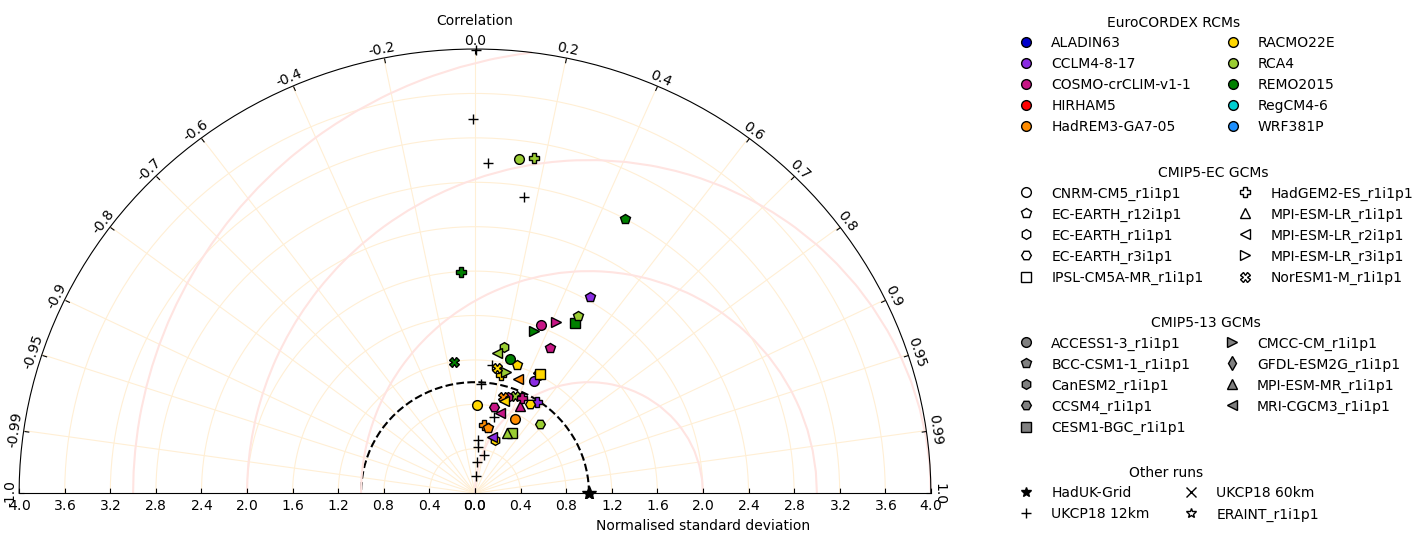 Correlation
0.0
-0.2
0.2
-0.4
0.4
-0.6
0.6
-0.7
0.7
-0.8
0.8
-0.9
0.9
-0.95
0.95
-0.99
0.99
-1.0
1.0
4.0 3.6 3.2 2.8 2.4 2.0 1.6 1.2 0.8 0.4 0.0 0.4 0.8 1.2 1.6 2.0 2.4 2.8 3.2 3.6 4.0
Normalised standard deviation
EuroCORDEX RCMs
ALADIN63 RACMO22E
CCLM4-8-17 RCA4
COSMO-crCLIM-v1-1 REMO2015
HIRHAM5 RegCM4-6
HadREM3-GA7-05 WRF381P
CMIP5-EC GCMs
CNRM-CM5_r1i1p1 HadGEM2-ES_r1i1p1
EC-EARTH_r12i1p1 MPI-ESM-LR_r1i1p1
EC-EARTH_r1i1p1 MPI-ESM-LR_r2i1p1
EC-EARTH_r3i1p1 MPI-ESM-LR_r3i1p1
IPSL-CM5A-MR_r1i1p1 NorESM1-M_r1i1p1
CMIP5-13 GCMs
ACCESS1-3_r1i1p1 CMCC-CM_r1i1p1
BCC-CSM1-1_r1i1p1 GFDL-ESM2G_r1i1p1
CanESM2_r1i1p1 MPI-ESM-MR_r1i1p1
CCSM4_r1i1p1 MRI-CGCM3_r1i1p1
CESM1-BGC_r1i1p1
Other runs
HadUK-Grid UKCP18 60km
UKCP18 12km ERAINT_r1i1p1